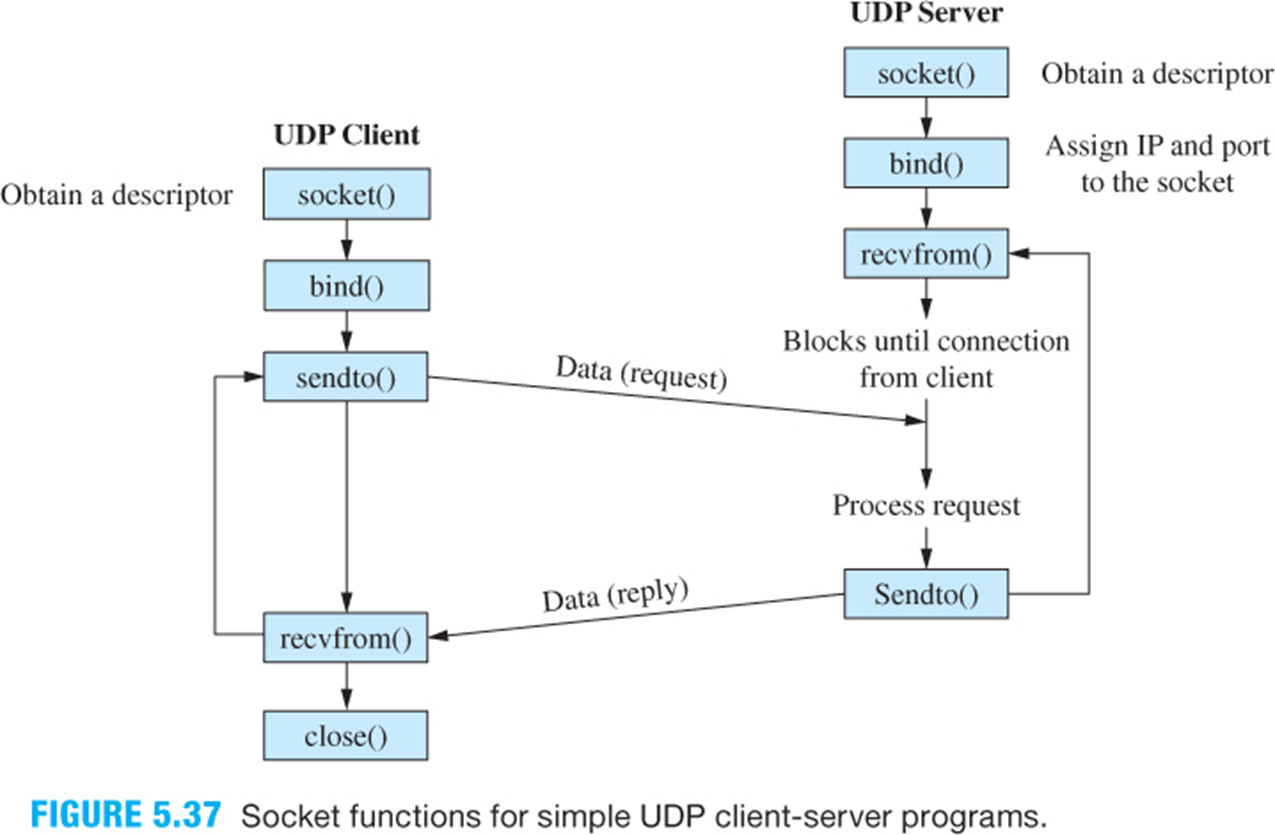 UDP Server
socket()
Obtain a descriptor
bind()
Assign IP and port
to the socket
recvfrom()
Blocks until connection
from client
Process request
Sendto()
UDP Client
Obtain a descriptor
socket()
bind()
sendto()
Data (request)
Data (reply)
recvfrom()
close()
FIGURE 5.37 Socket functions for simple UDP client-server programs.